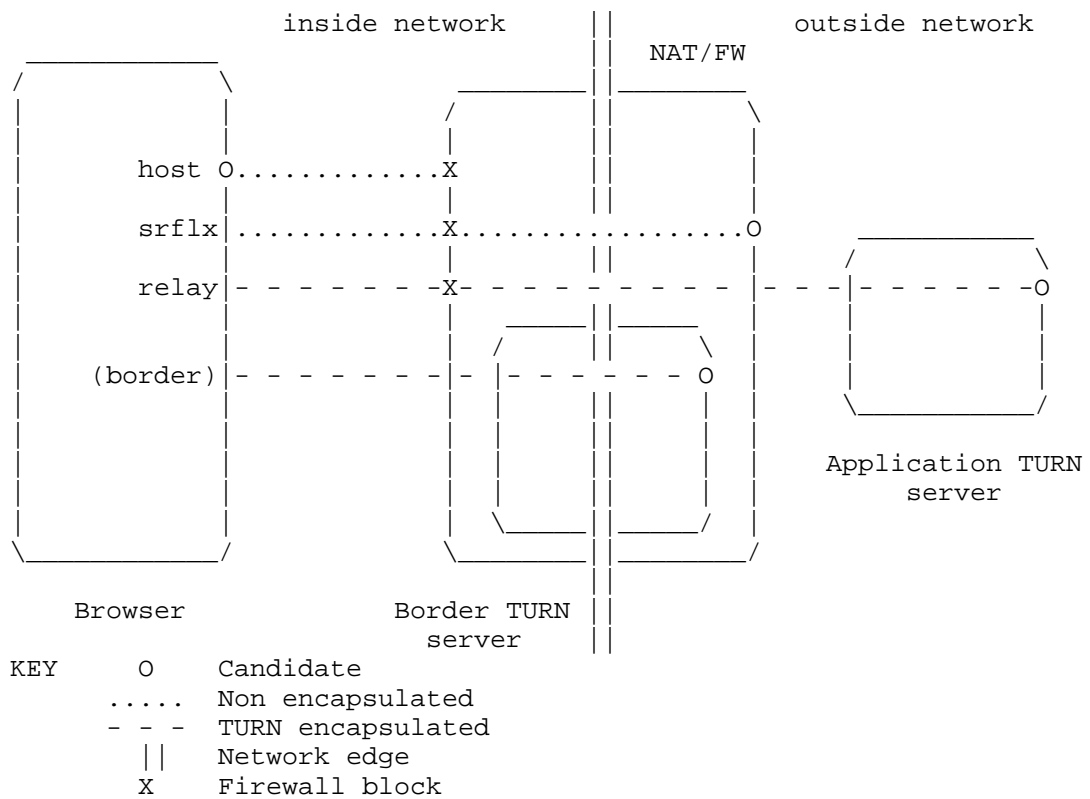 inside network || outside network
NAT/FW
host O.............X
srflx|.............X..................O
relay|- - - - - - -X- - - - - - - - - |- - -|- - - - - -O
(border)|- - - - - - - - |- - - - - - O
Application TURN
server
Browser Border TURN
server
KEY O Candidate
..... Non encapsulated
- - - TURN encapsulated
|| Network edge
X Firewall block